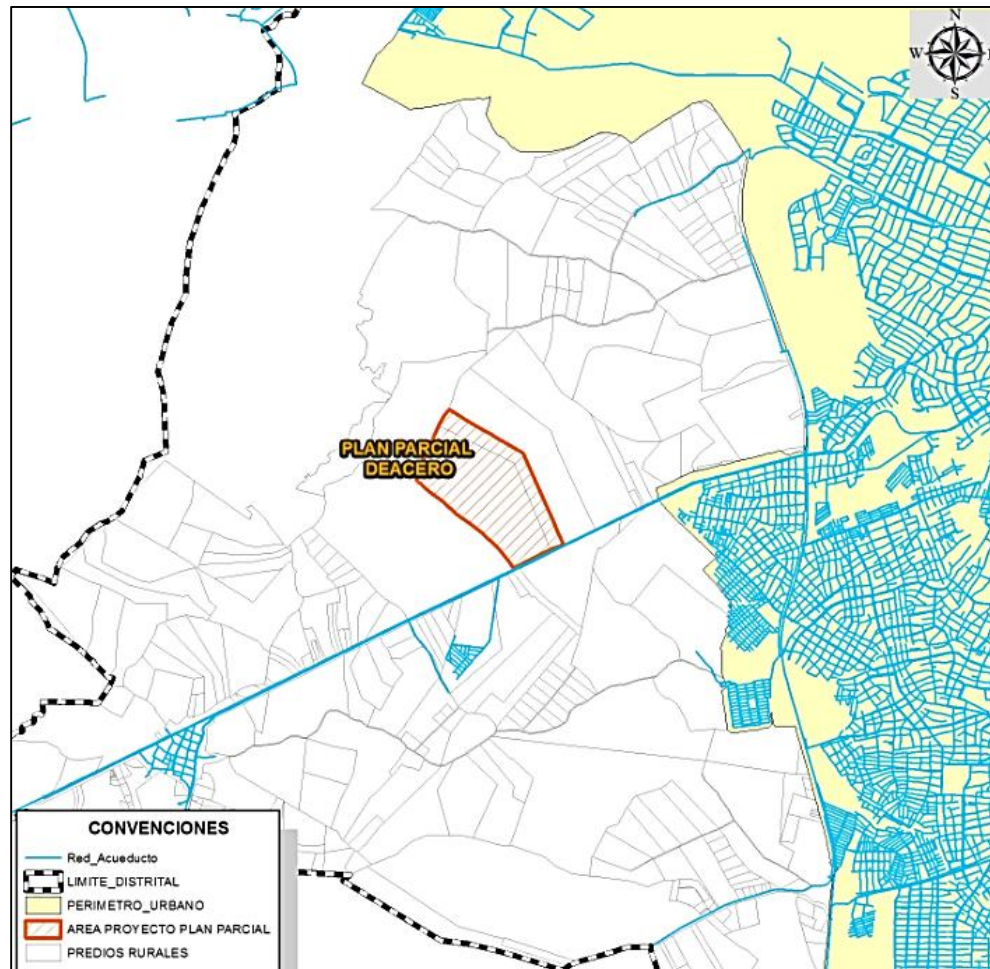 N
W
S
PLAN PARCIAL
DEACERO
CONVENCIONES
Red_Acueducto
LIMITE_DISTRITAL
PERIMETRO_URBANO
AREA PROYECTO PLAN PARCIAL
PREDIOS RURALES